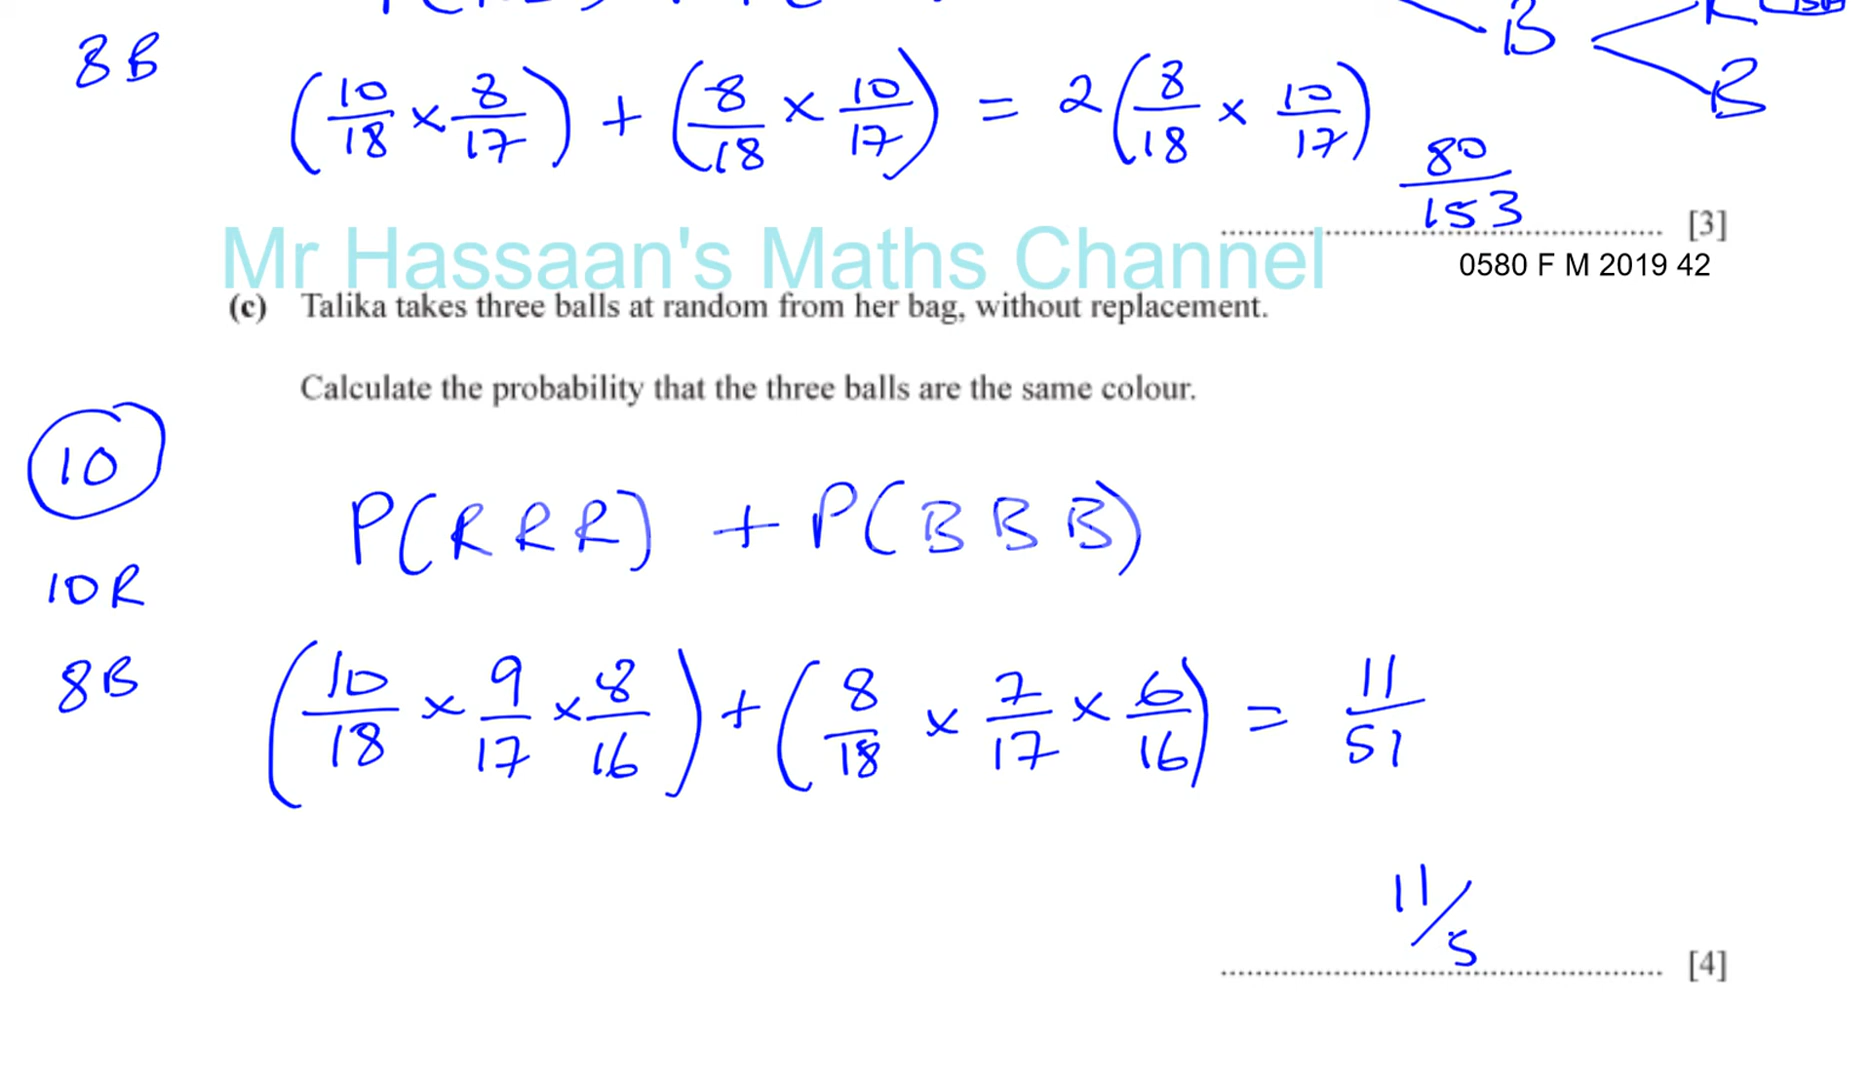 8B
(10/18 × 8/17) + (8/18 × 10/17) = 2(8/18 × 10/17)
B
B
80/153
[3]
Mr Hassaan's Maths Channel
0580 F M 2019 42
(c) Talika takes three balls at random from her bag, without replacement.
Calculate the probability that the three balls are the same colour.
10
P(RRR) + P(BBB)
10R
8B
(10/18 × 9/17 × 8/16) + (8/18 × 7/17 × 6/16) = 11/51
11/5
[4]